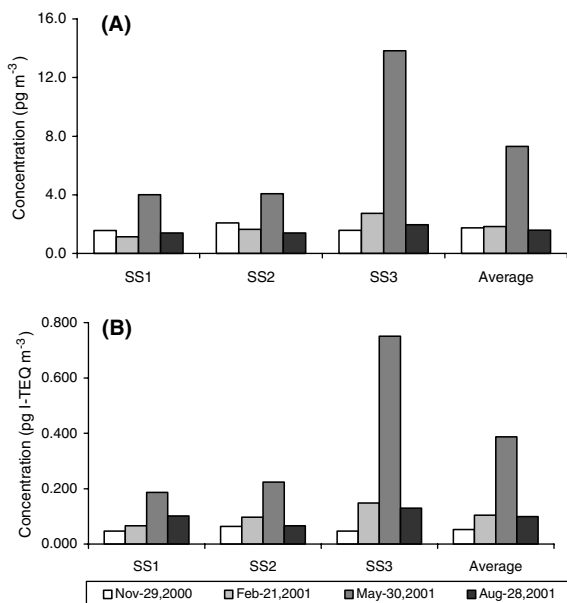 (A)
Concentration (pg m⁻³)
16.0
12.0
8.0
4.0
0.0
SS1 SS2 SS3 Average
(B)
Concentration (pg I-TEQ m⁻³)
0.800
0.600
0.400
0.200
0.000
SS1 SS2 SS3 Average
Nov-29,2000 Feb-21,2001 May-30,2001 Aug-28,2001